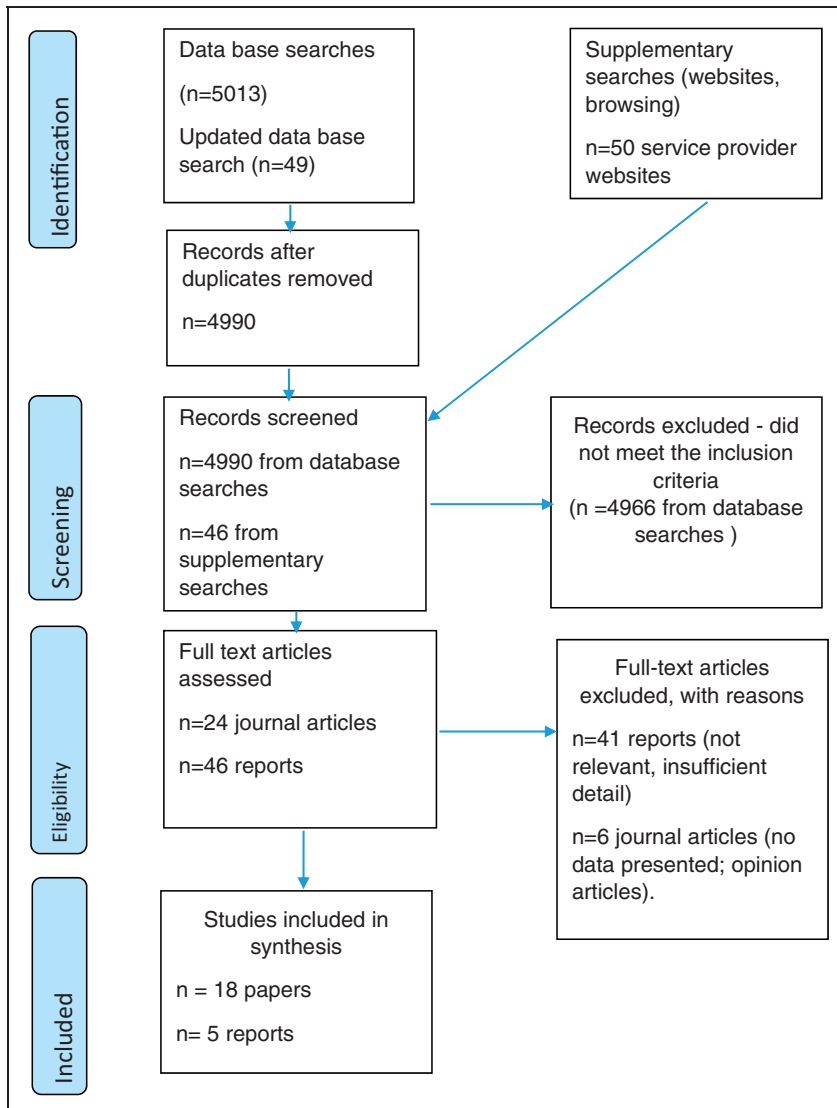 Identification
Data base searches
(n=5013)
Updated data base
search (n=49)
Supplementary
searches (websites,
browsing)
n=50 service provider
websites
Records after
duplicates removed
n=4990
Screening
Records screened
n=4990 from database
searches
n=46 from
supplementary
searches
Records excluded - did
not meet the inclusion
criteria
(n =4966 from database
searches )
Eligibility
Full text articles
assessed
n=24 journal articles
n=46 reports
Full-text articles
excluded, with reasons
n=41 reports (not
relevant, insufficient
detail)
n=6 journal articles (no
data presented; opinion
articles).
Included
Studies included in
synthesis
n = 18 papers
n= 5 reports